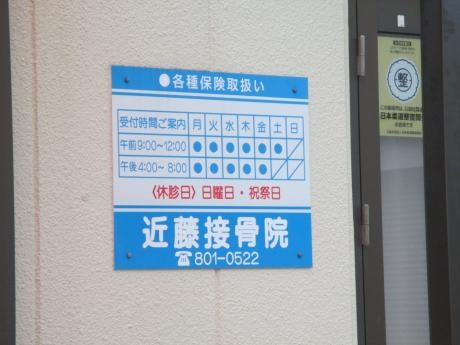 ●各種保険取扱い
受付時間ご案内 月 火 水 木 金 土 日
午前9:00~12:00 ● ● ● ● ● ●
午後4:00~8:00 ● ● ● ● ●
〈休診日〉日曜日・祝祭日
近藤接骨院
☎801-0522
日本柔道整復師